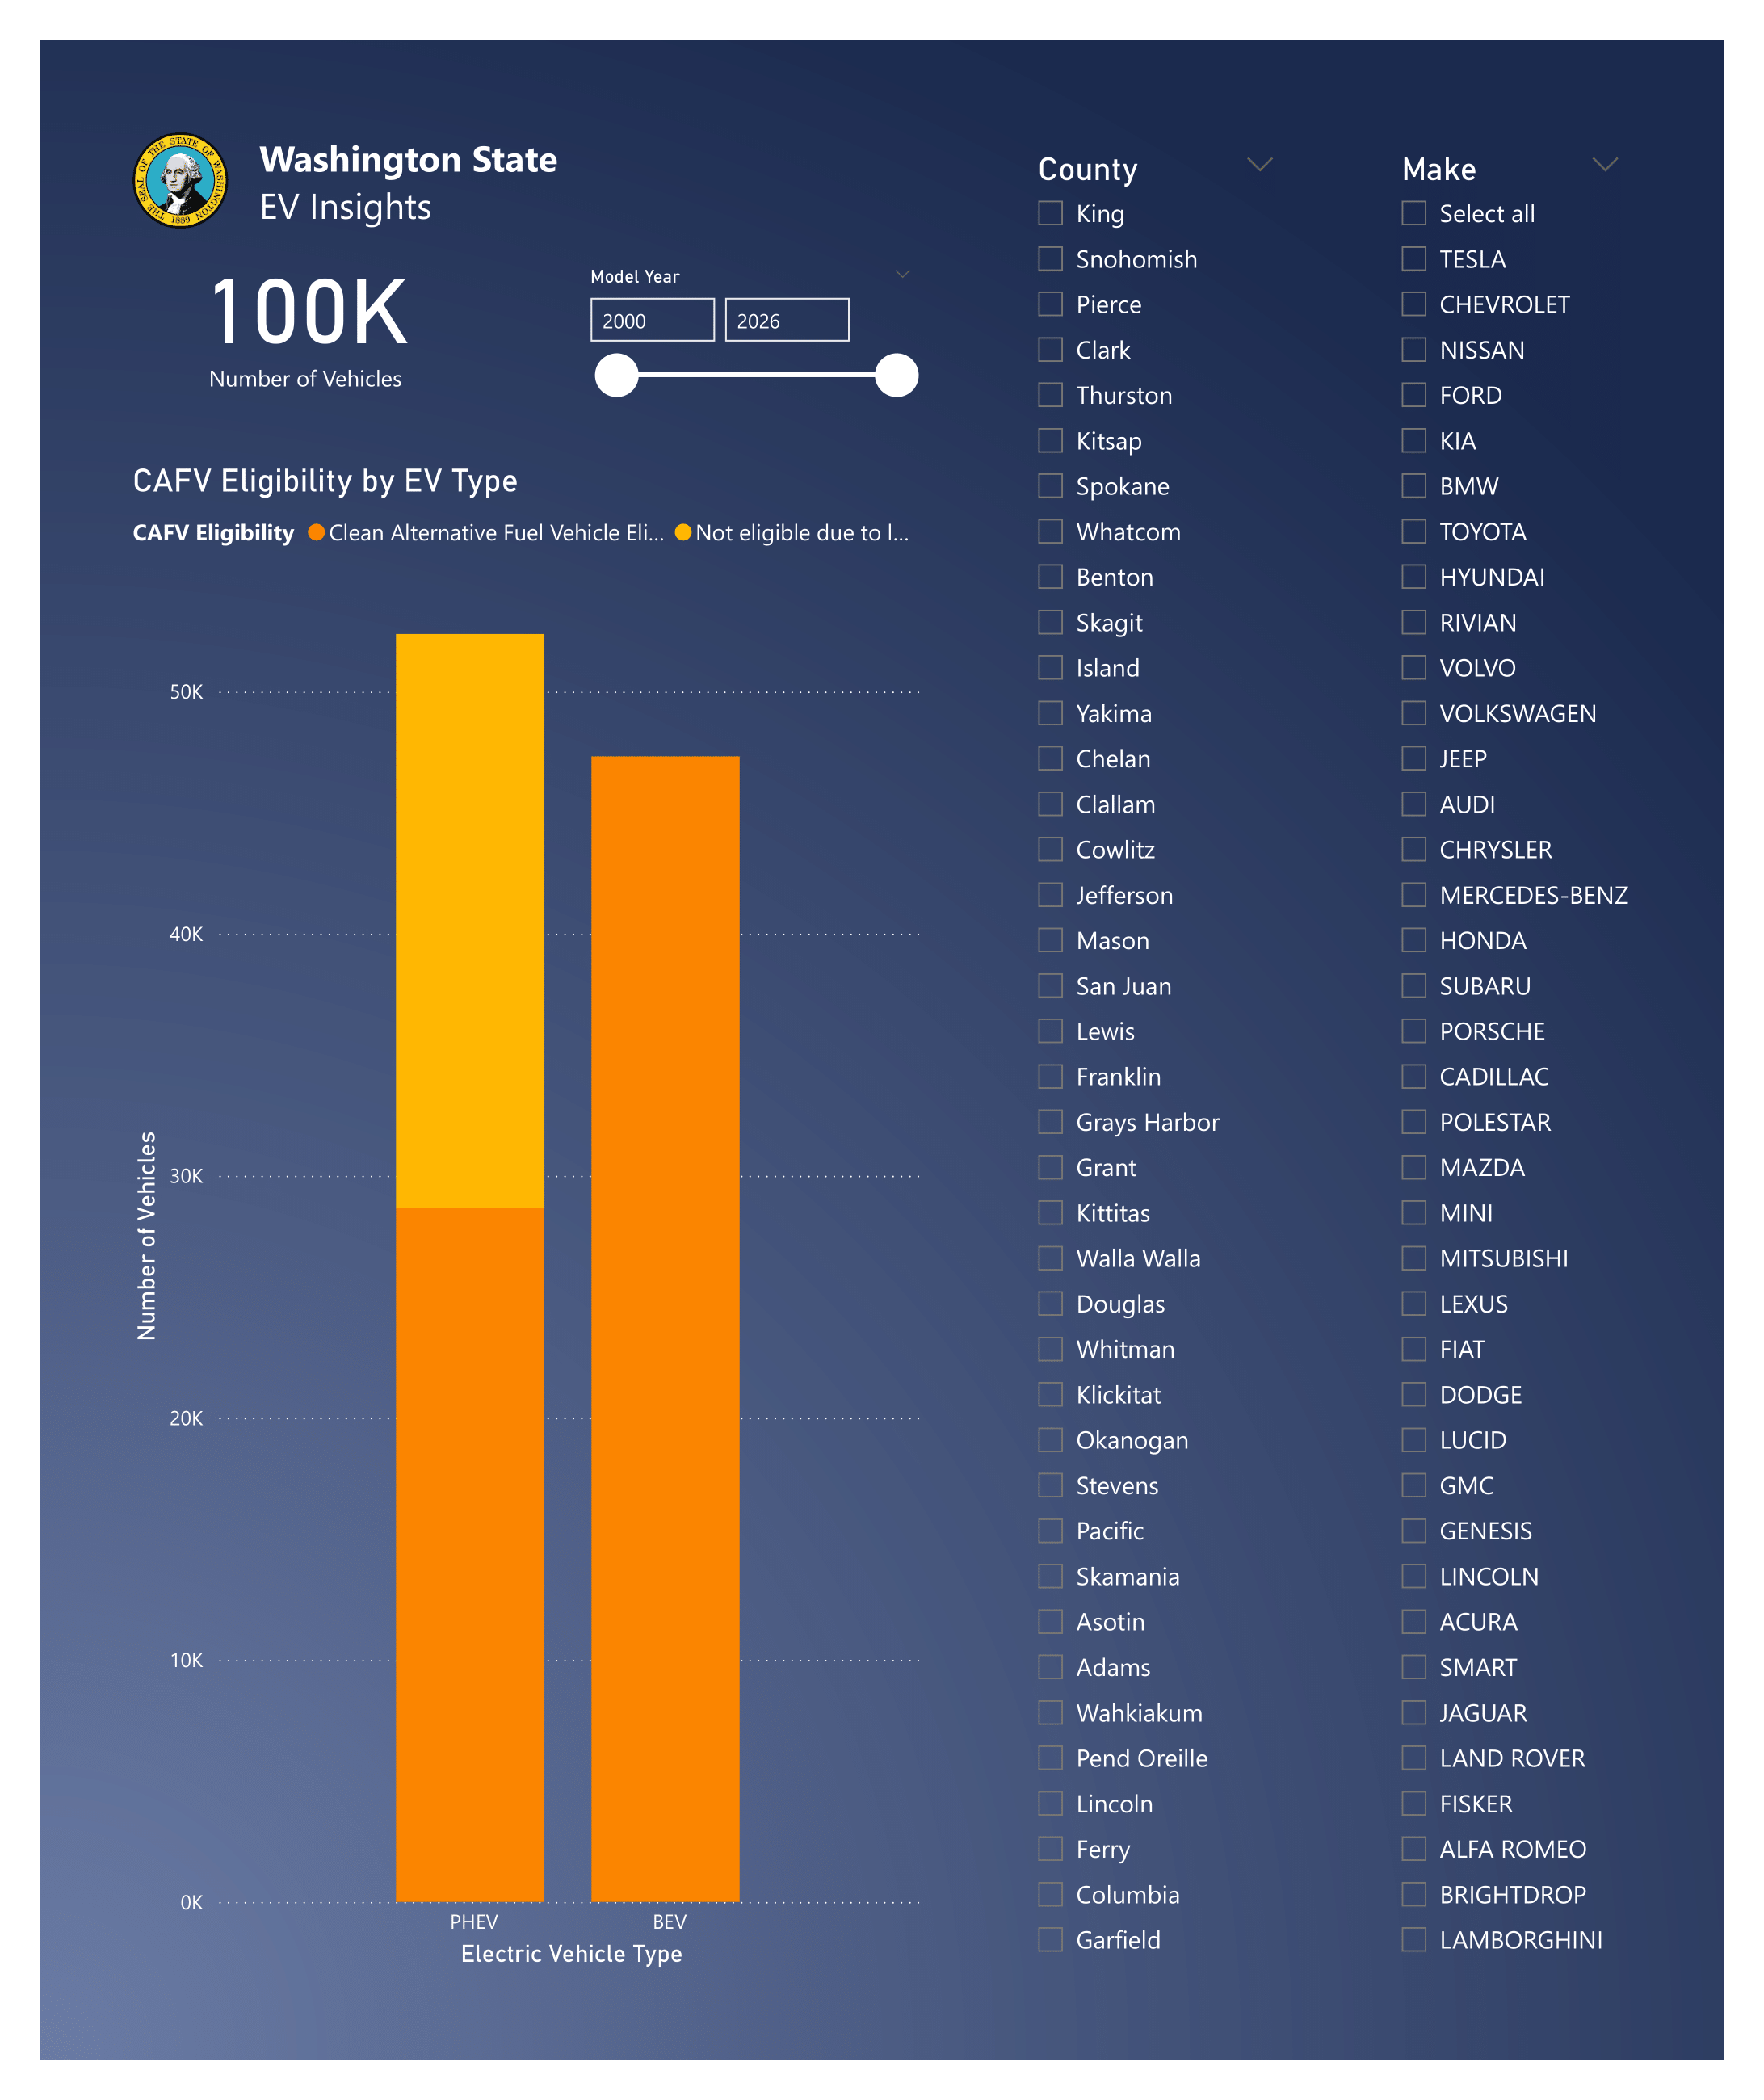 THE SEAL OF THE STATE OF WASHINGTON
1889
Washington State
EV Insights
100K
Number of Vehicles
Model Year
2000 2026
CAFV Eligibility by EV Type
CAFV Eligibility Clean Alternative Fuel Vehicle Eli... Not eligible due to l...
Number of Vehicles
50K
40K
30K
20K
10K
0K
PHEV BEV
Electric Vehicle Type
County
King
Snohomish
Pierce
Clark
Thurston
Kitsap
Spokane
Whatcom
Benton
Skagit
Island
Yakima
Chelan
Clallam
Cowlitz
Jefferson
Mason
San Juan
Lewis
Franklin
Grays Harbor
Grant
Kittitas
Walla Walla
Douglas
Whitman
Klickitat
Okanogan
Stevens
Pacific
Skamania
Asotin
Adams
Wahkiakum
Pend Oreille
Lincoln
Ferry
Columbia
Garfield
Make
Select all
TESLA
CHEVROLET
NISSAN
FORD
KIA
BMW
TOYOTA
HYUNDAI
RIVIAN
VOLVO
VOLKSWAGEN
JEEP
AUDI
CHRYSLER
MERCEDES-BENZ
HONDA
SUBARU
PORSCHE
CADILLAC
POLESTAR
MAZDA
MINI
MITSUBISHI
LEXUS
FIAT
DODGE
LUCID
GMC
GENESIS
LINCOLN
ACURA
SMART
JAGUAR
LAND ROVER
FISKER
ALFA ROMEO
BRIGHTDROP
LAMBORGHINI